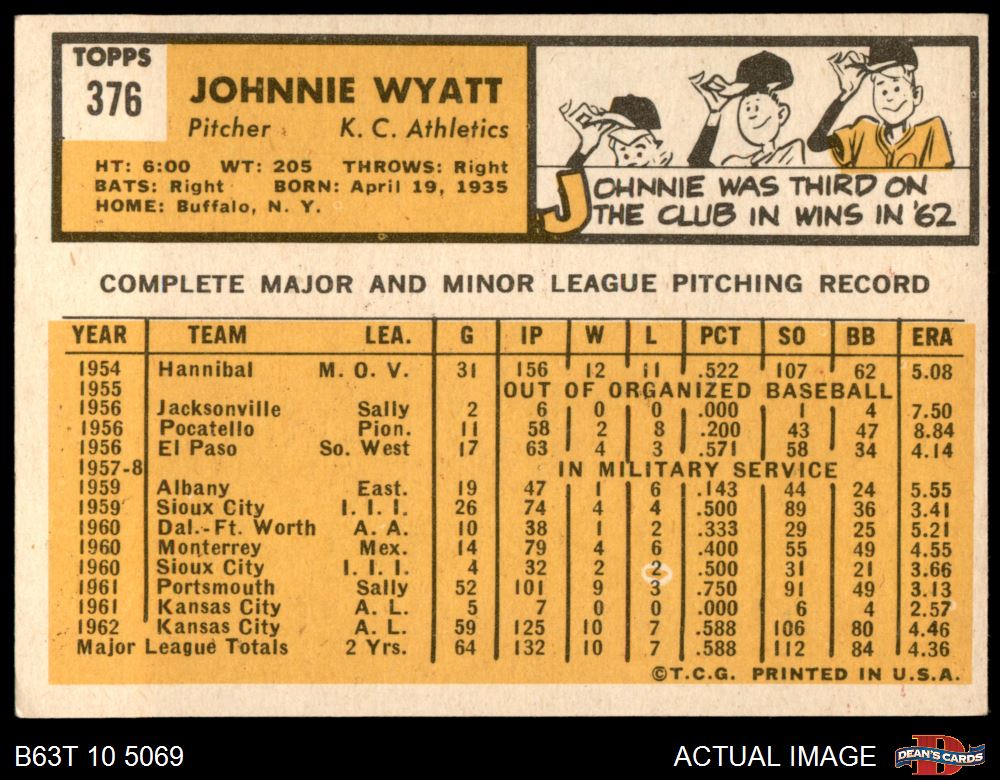 TOPPS
376
JOHNNIE WYATT
Pitcher K. C. Athletics
HT: 6:00 WT: 205 THROWS: Right
BATS: Right BORN: April 19, 1935
HOME: Buffalo, N. Y.
JOHNNIE WAS THIRD ON
THE CLUB IN WINS IN '62
COMPLETE MAJOR AND MINOR LEAGUE PITCHING RECORD
YEAR TEAM LEA. G IP W L PCT SO BB ERA
1954 Hannibal M. O. V. 31 156 12 11 .522 107 62 5.08
1955 OUT OF ORGANIZED BASEBALL
1956 Jacksonville Sally 2 6 0 0 .000 1 4 7.50
1956 Pocatello Pion. 11 58 2 8 .200 43 47 8.84
1956 El Paso So. West 17 63 4 3 .571 58 34 4.14
1957-8 IN MILITARY SERVICE
1959 Albany East. 19 47 1 6 .143 44 24 5.55
1959 Sioux City I. I. I. 26 74 4 4 .500 89 36 3.41
1960 Dal.-Ft. Worth A. A. 10 38 1 2 .333 29 25 5.21
1960 Monterrey Mex. 14 79 4 6 .400 55 49 4.55
1960 Sioux City I. I. I. 4 32 2 2 .500 31 21 3.66
1961 Portsmouth Sally 52 101 9 3 .750 91 49 3.13
1961 Kansas City A. L. 5 7 0 0 .000 6 4 2.57
1962 Kansas City A. L. 59 125 10 7 .588 106 80 4.46
Major League Totals 2 Yrs. 64 132 10 7 .588 112 84 4.36
©T.C.G. PRINTED IN U.S.A.
B63T 10 5069 ACTUAL IMAGE D DEAN'S CARDS